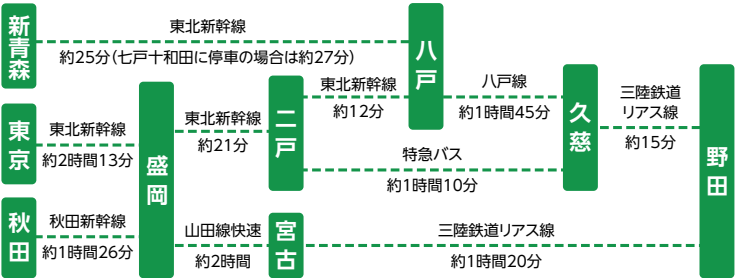 新青森
東北新幹線
約25分（七戸十和田に停車の場合は約27分）
八戸
東京
東北新幹線
約2時間13分
盛岡
東北新幹線
約21分
二戸
東北新幹線
約12分
八戸線
約1時間45分
久慈
特急バス
約1時間10分
三陸鉄道
リアス線
約15分
野田
秋田
秋田新幹線
約1時間26分
山田線快速
約2時間
宮古
三陸鉄道リアス線
約1時間20分